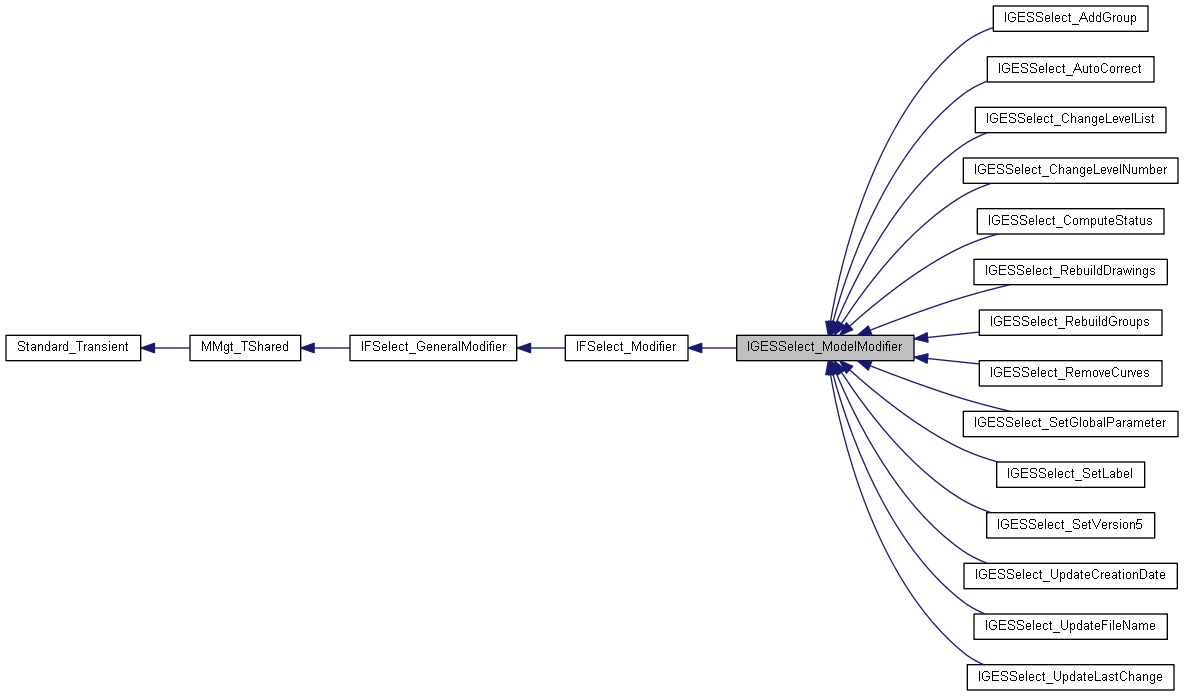 IGESSelect_AddGroup
IGESSelect_AutoCorrect
IGESSelect_ChangeLevelList
IGESSelect_ChangeLevelNumber
IGESSelect_ComputeStatus
IGESSelect_RebuildDrawings
IGESSelect_RebuildGroups
Standard_Transient
MMgt_TShared
IFSelect_GeneralModifier
IFSelect_Modifier
IGESSelect_ModelModifier
IGESSelect_RemoveCurves
IGESSelect_SetGlobalParameter
IGESSelect_SetLabel
IGESSelect_SetVersion5
IGESSelect_UpdateCreationDate
IGESSelect_UpdateFileName
IGESSelect_UpdateLastChange